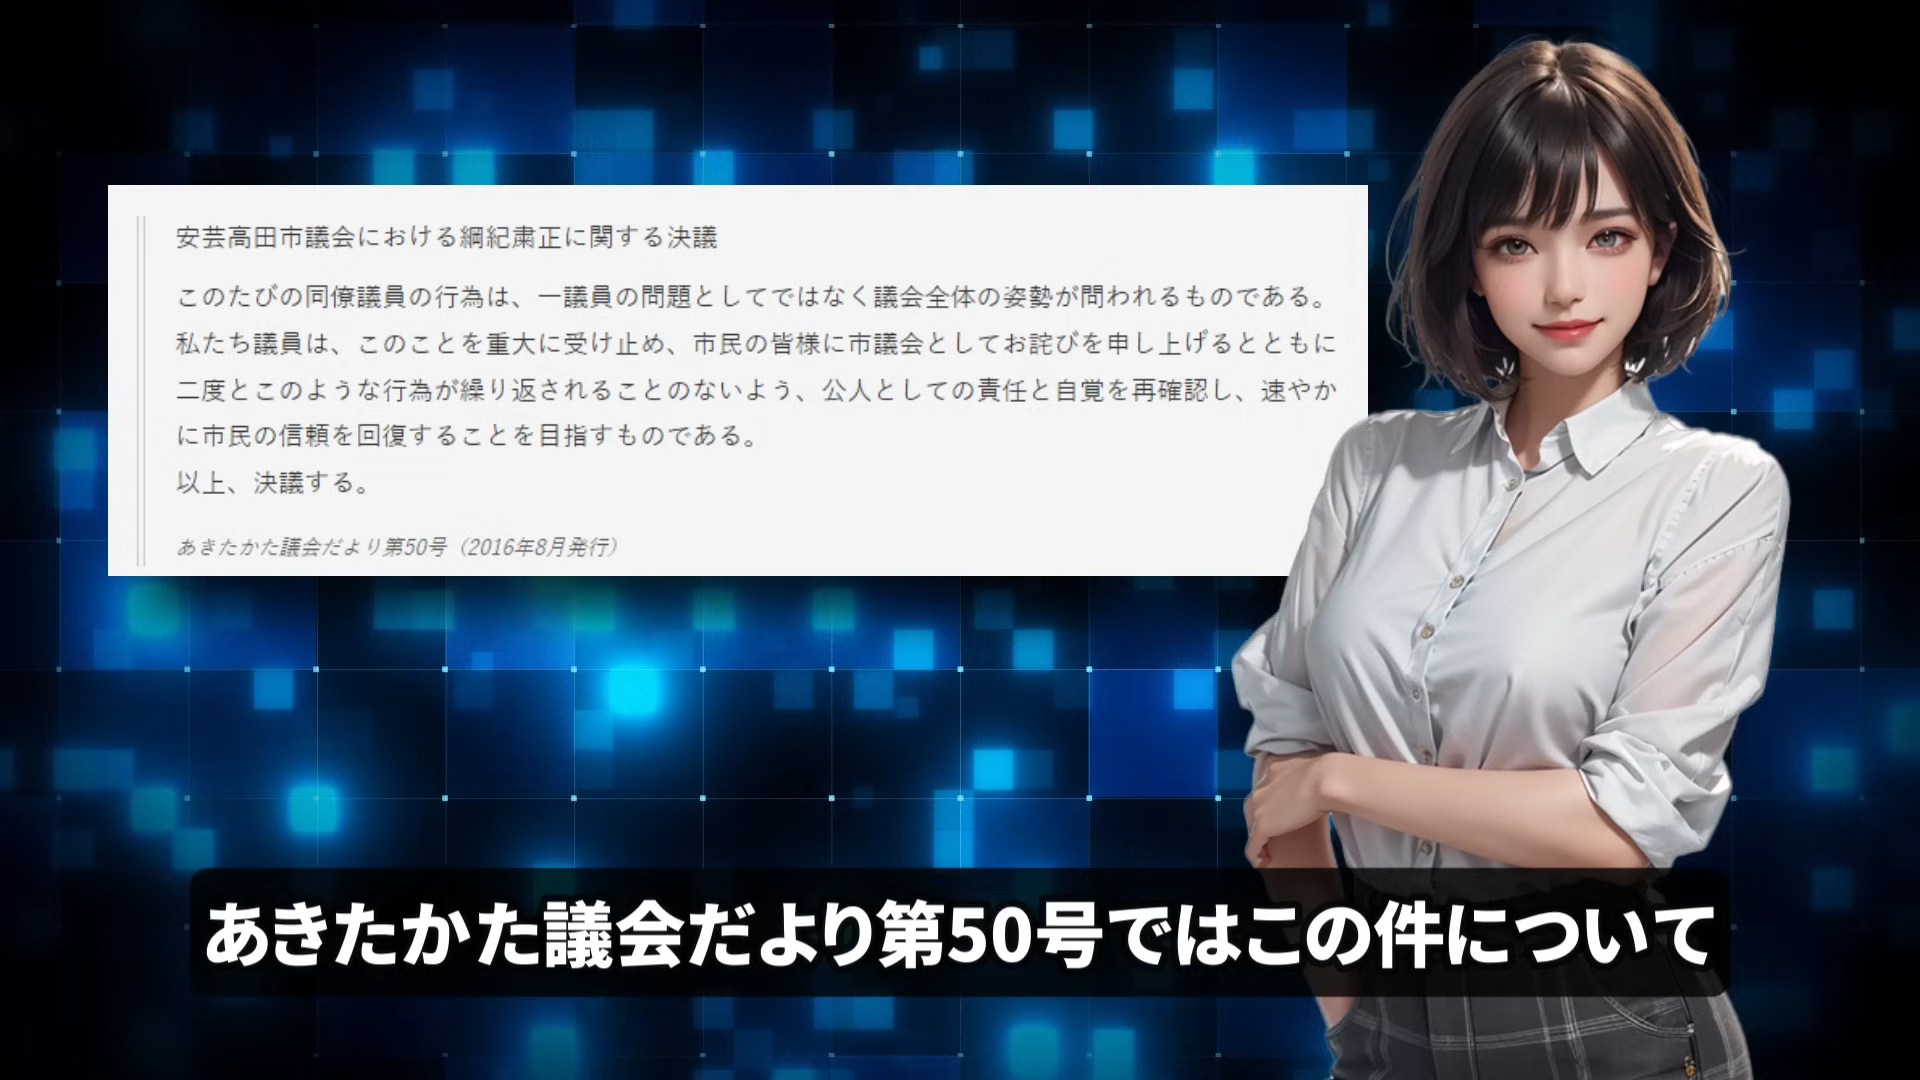 安芸高田市議会における綱紀粛正に関する決議
このたびの同僚議員の行為は、一議員の問題としてではなく議会全体の姿勢が問われるものである。
私たち議員は、このことを重大に受け止め、市民の皆様に市議会としてお詫びを申し上げるとともに
二度とこのような行為が繰り返されることのないよう、公人としての責任と自覚を再確認し、速やか
に市民の信頼を回復することを目指すものである。
以上、決議する。
あきたかた議会だより第50号（2016年8月発行）
あきたかた議会だより第50号ではこの件について